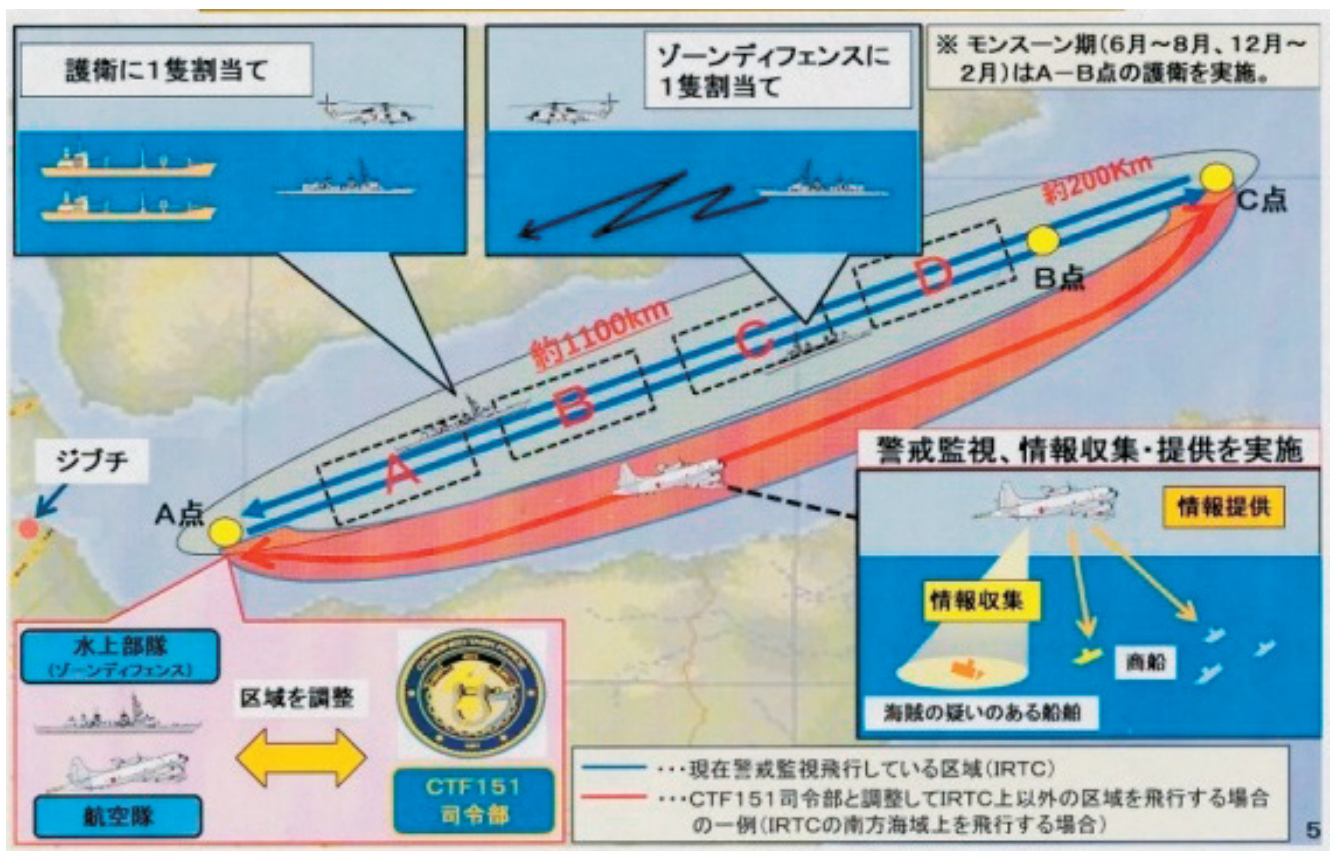 護衛に1隻割当て
ゾーンディフェンスに
1隻割当て
※ モンスーン期(6月～8月、12月～
2月)はA－B点の護衛を実施。
約200Km
C点
B点
D
約1100km
C
B
A
ジブチ
A点
警戒監視、情報収集・提供を実施
情報提供
情報収集
商船
海賊の疑いのある船舶
水上部隊
(ゾーンディフェンス)
区域を調整
航空隊
CTF151
司令部
・・・現在警戒監視飛行している区域(IRTC)
・・・CTF151司令部と調整してIRTC上以外の区域を飛行する場合
の一例(IRTCの南方海域上を飛行する場合)
5